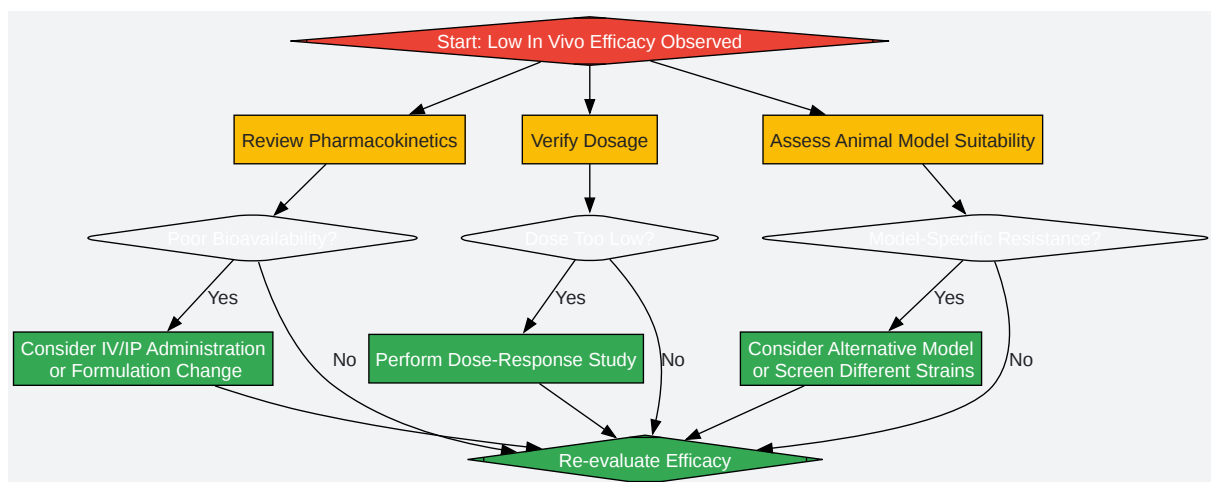 Start: Low In Vivo Efficacy Observed
Review Pharmacokinetics
Verify Dosage
Assess Animal Model Suitability
Poor Bioavailability?
Dose Too Low?
Model-Specific Resistance?
Yes
Yes
Yes
Consider IV/IP Administration
or Formulation Change
No
Perform Dose-Response Study
No
Consider Alternative Model
or Screen Different Strains
No
Re-evaluate Efficacy